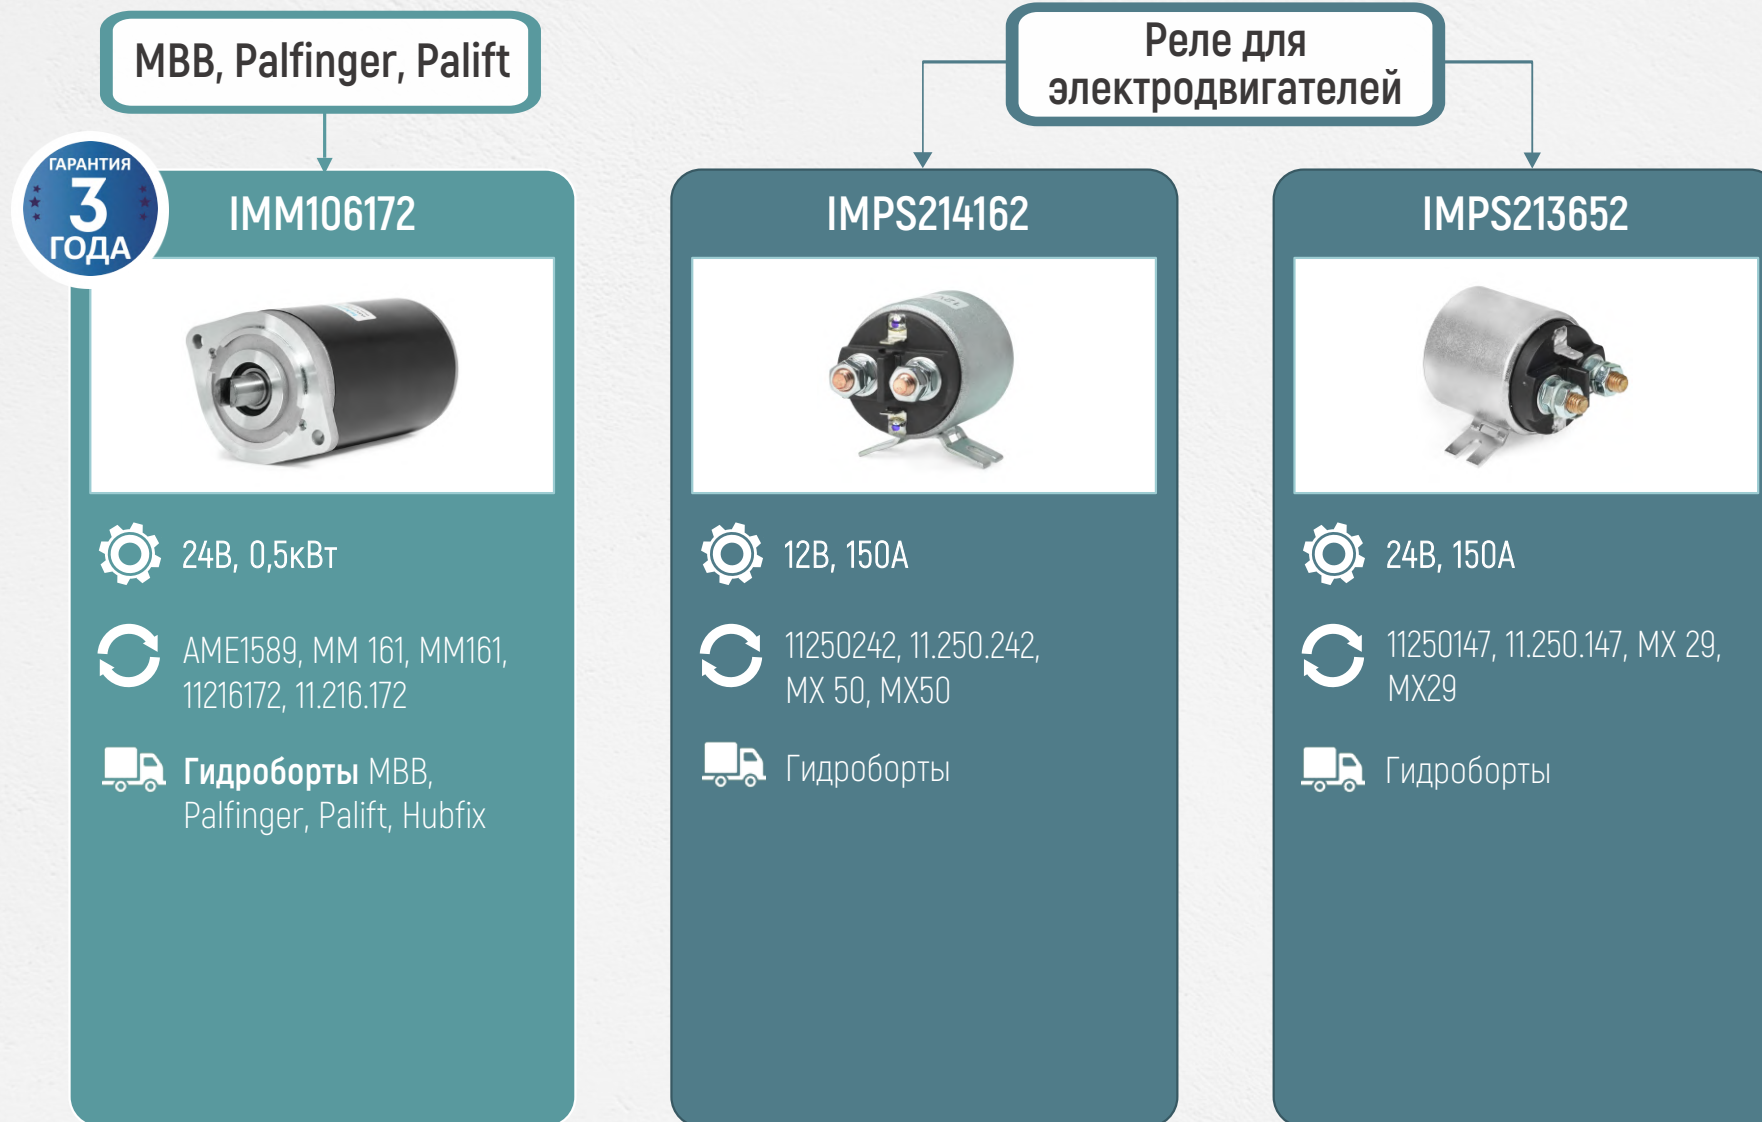 MBB, Palfinger, Palift
ГАРАНТИЯ
3
ГОДА
IMM106172
24В, 0,5кВт
AME1589, MM 161, MM161,
11216172, 11.216.172
Гидроборты MBB,
Palfinger, Palift, Hubfix
Реле для
электродвигателей
IMPS214162
12В, 150А
11250242, 11.250.242,
MX 50, MX50
Гидроборты
IMPS213652
24В, 150А
11250147, 11.250.147, MX 29,
MX29
Гидроборты